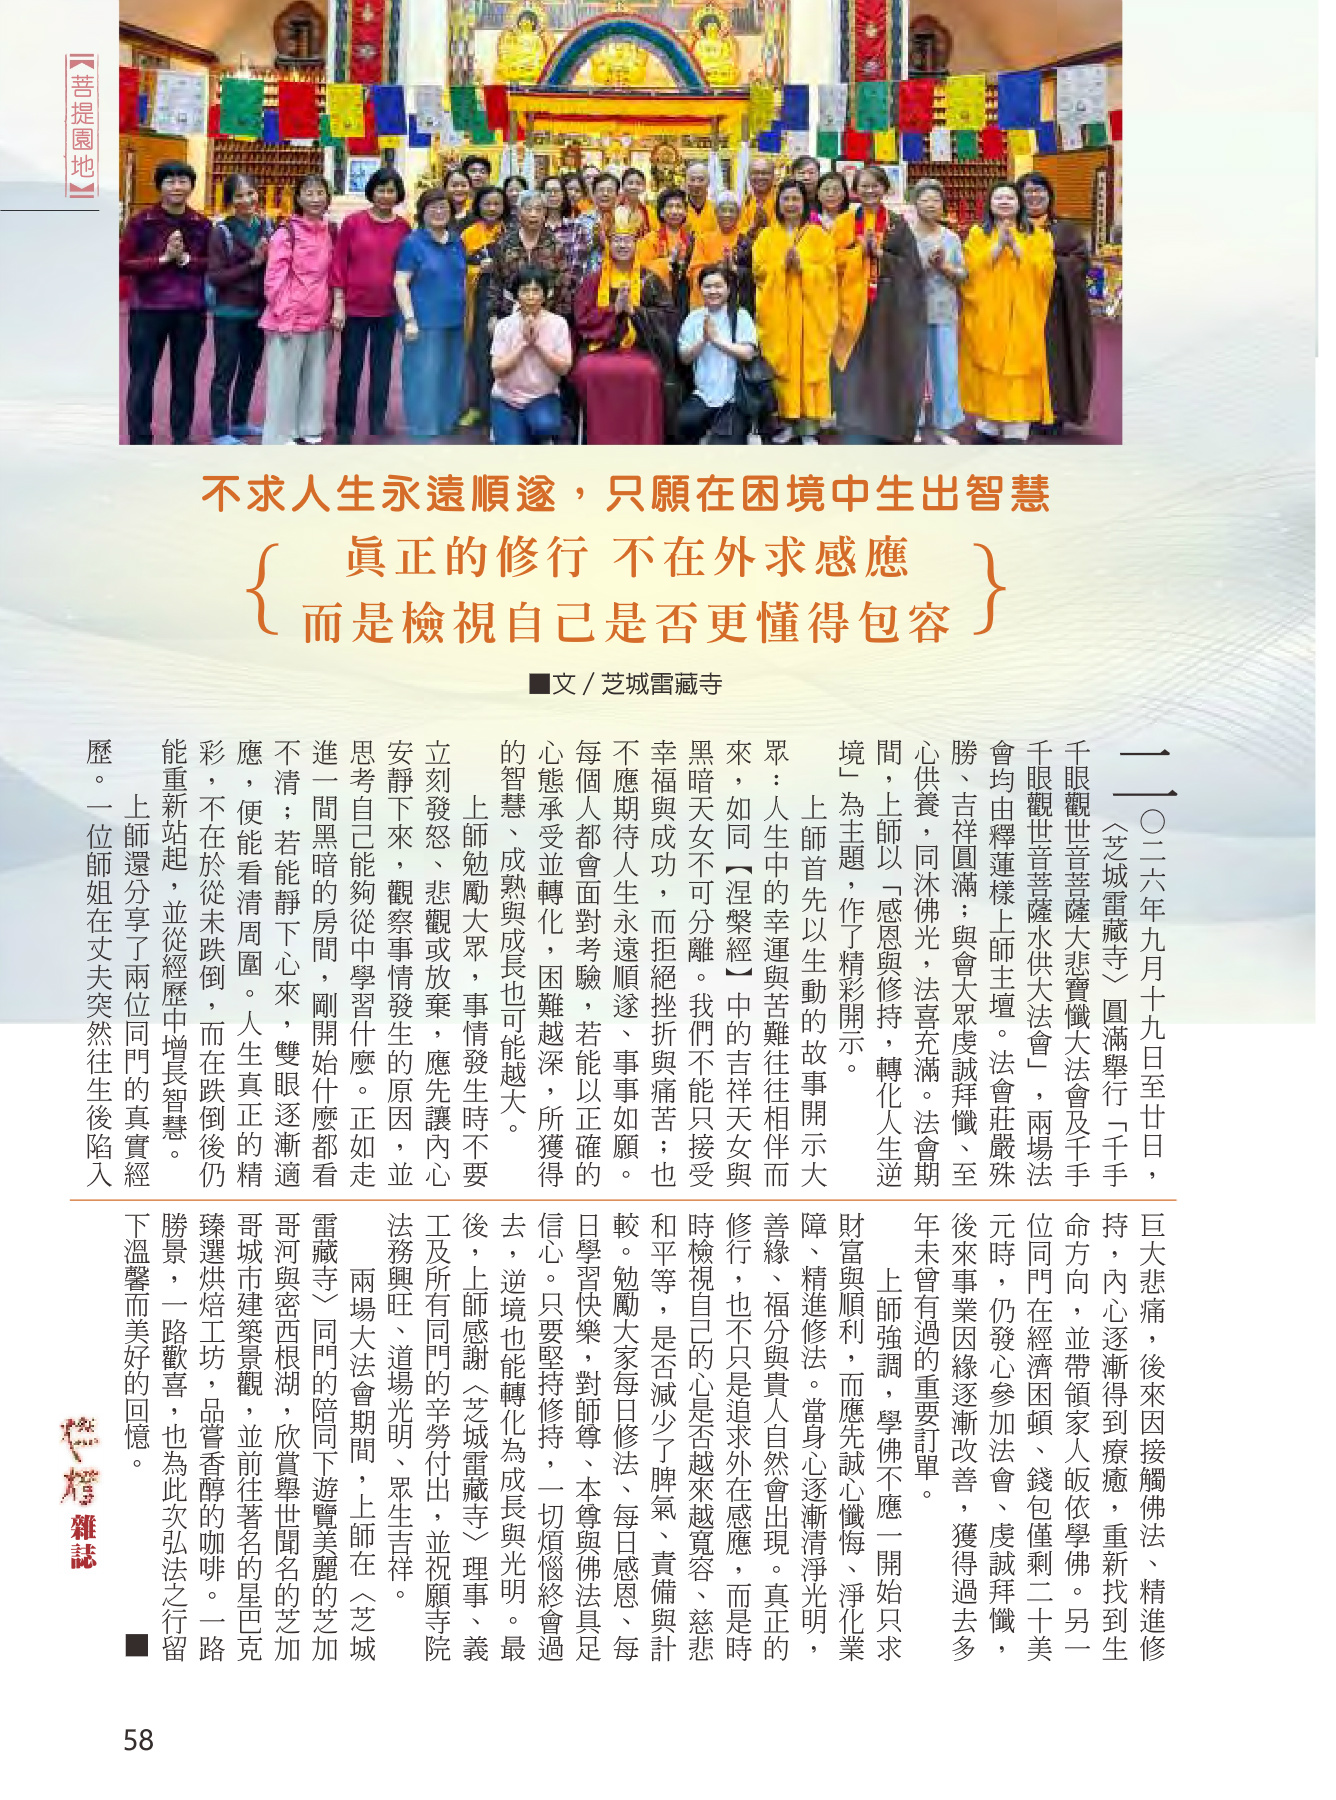 【菩提園地】
不求人生永遠順遂，只願在困境中生出智慧
眞正的修行 不在外求感應
而是檢視自己是否更懂得包容
■文／芝城雷藏寺
二〇二六年九月十九日至廿日，
〈芝城雷藏寺〉圓滿舉行「千手
千眼觀世音菩薩大悲寶懺大法會及千手
千眼觀世音菩薩水供大法會」，兩場法
會均由釋蓮樣上師主壇。法會莊嚴殊
勝、吉祥圓滿；與會大眾虔誠拜懺、至
心供養，同沐佛光，法喜充滿。法會期
間，上師以「感恩與修持，轉化人生逆
境」為主題，作了精彩開示。
上師首先以生動的故事開示大
眾：人生中的幸運與苦難往往相伴而
來，如同【涅槃經】中的吉祥天女與
黑暗天女不可分離。我們不能只接受
幸福與成功，而拒絕挫折與痛苦；也
不應期待人生永遠順遂、事事如願。
每個人都會面對考驗，若能以正確的
心態承受並轉化，困難越深，所獲得
的智慧、成熟與成長也可能越大。
上師勉勵大眾，事情發生時不要
立刻發怒、悲觀或放棄，應先讓內心
安靜下來，觀察事情發生的原因，並
思考自己能夠從中學習什麼。正如走
進一間黑暗的房間，剛開始什麼都看
不清；若能靜下心來，雙眼逐漸適
應，便能看清周圍。人生真正的精
彩，不在於從未跌倒，而在跌倒後仍
能重新站起，並從經歷中增長智慧。
上師還分享了兩位同門的真實經
歷。一位師姐在丈夫突然往生後陷入
巨大悲痛，後來因接觸佛法、精進修
持，內心逐漸得到療癒，重新找到生
命方向，並帶領家人皈依學佛。另一
位同門在經濟困頓、錢包僅剩二十美
元時，仍發心參加法會、虔誠拜懺，
後來事業因緣逐漸改善，獲得過去多
年未曾有過的重要訂單。
上師強調，學佛不應一開始只求
財富與順利，而應先誠心懺悔、淨化業
障、精進修法。當身心逐漸清淨光明，
善緣、福分與貴人自然會出現。真正的
修行，也不只是追求外在感應，而是時
時檢視自己的心是否越來越寬容、慈悲
和平等，是否減少了脾氣、責備與計
較。勉勵大家每日修法、每日感恩、每
日學習快樂，對師尊、本尊與佛法具足
信心。只要堅持修持，一切煩惱終會過
去，逆境也能轉化為成長與光明。最
後，上師感謝〈芝城雷藏寺〉理事、義
工及所有同門的辛勞付出，並祝願寺院
法務興旺、道場光明、眾生吉祥。
兩場大法會期間，上師在〈芝城
雷藏寺〉同門的陪同下遊覽美麗的芝加
哥河與密西根湖，欣賞舉世聞名的芝加
哥城市建築景觀，並前往著名的星巴克
臻選烘焙工坊，品嘗香醇的咖啡。一路
勝景，一路歡喜，也為此次弘法之行留
下溫馨而美好的回憶。■
雜誌
58